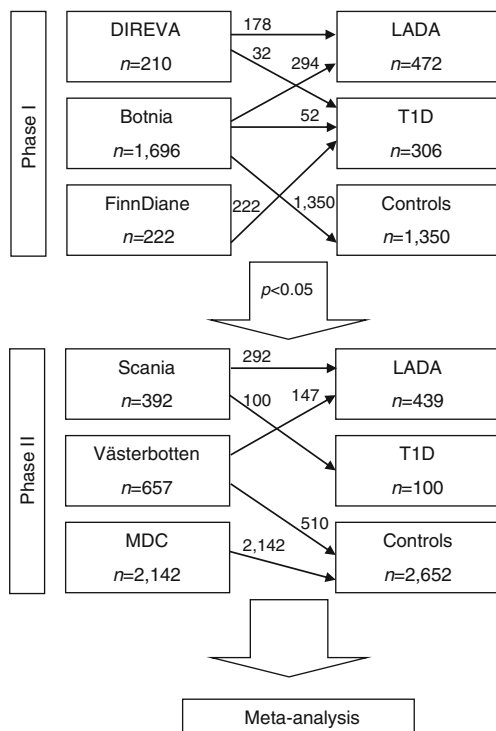 Phase I
DIREVA
n=210
Botnia
n=1,696
FinnDiane
n=222
178
32
294
52
222
1,350
LADA
n=472
T1D
n=306
Controls
n=1,350
p<0.05
Phase II
Scania
n=392
Västerbotten
n=657
MDC
n=2,142
292
100
147
510
2,142
LADA
n=439
T1D
n=100
Controls
n=2,652
Meta-analysis